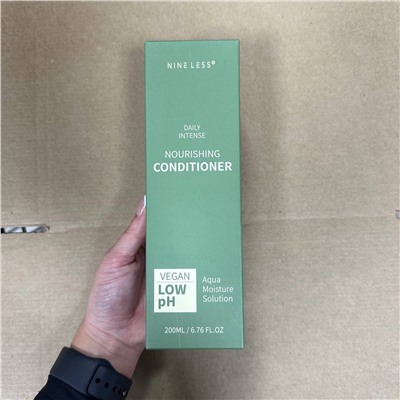 NINE LESS®
DAILY
INTENSE
NOURISHING
CONDITIONER
VEGAN
LOW
pH
Aqua
Moisture
Solution
200ML / 6.76 FL.OZ